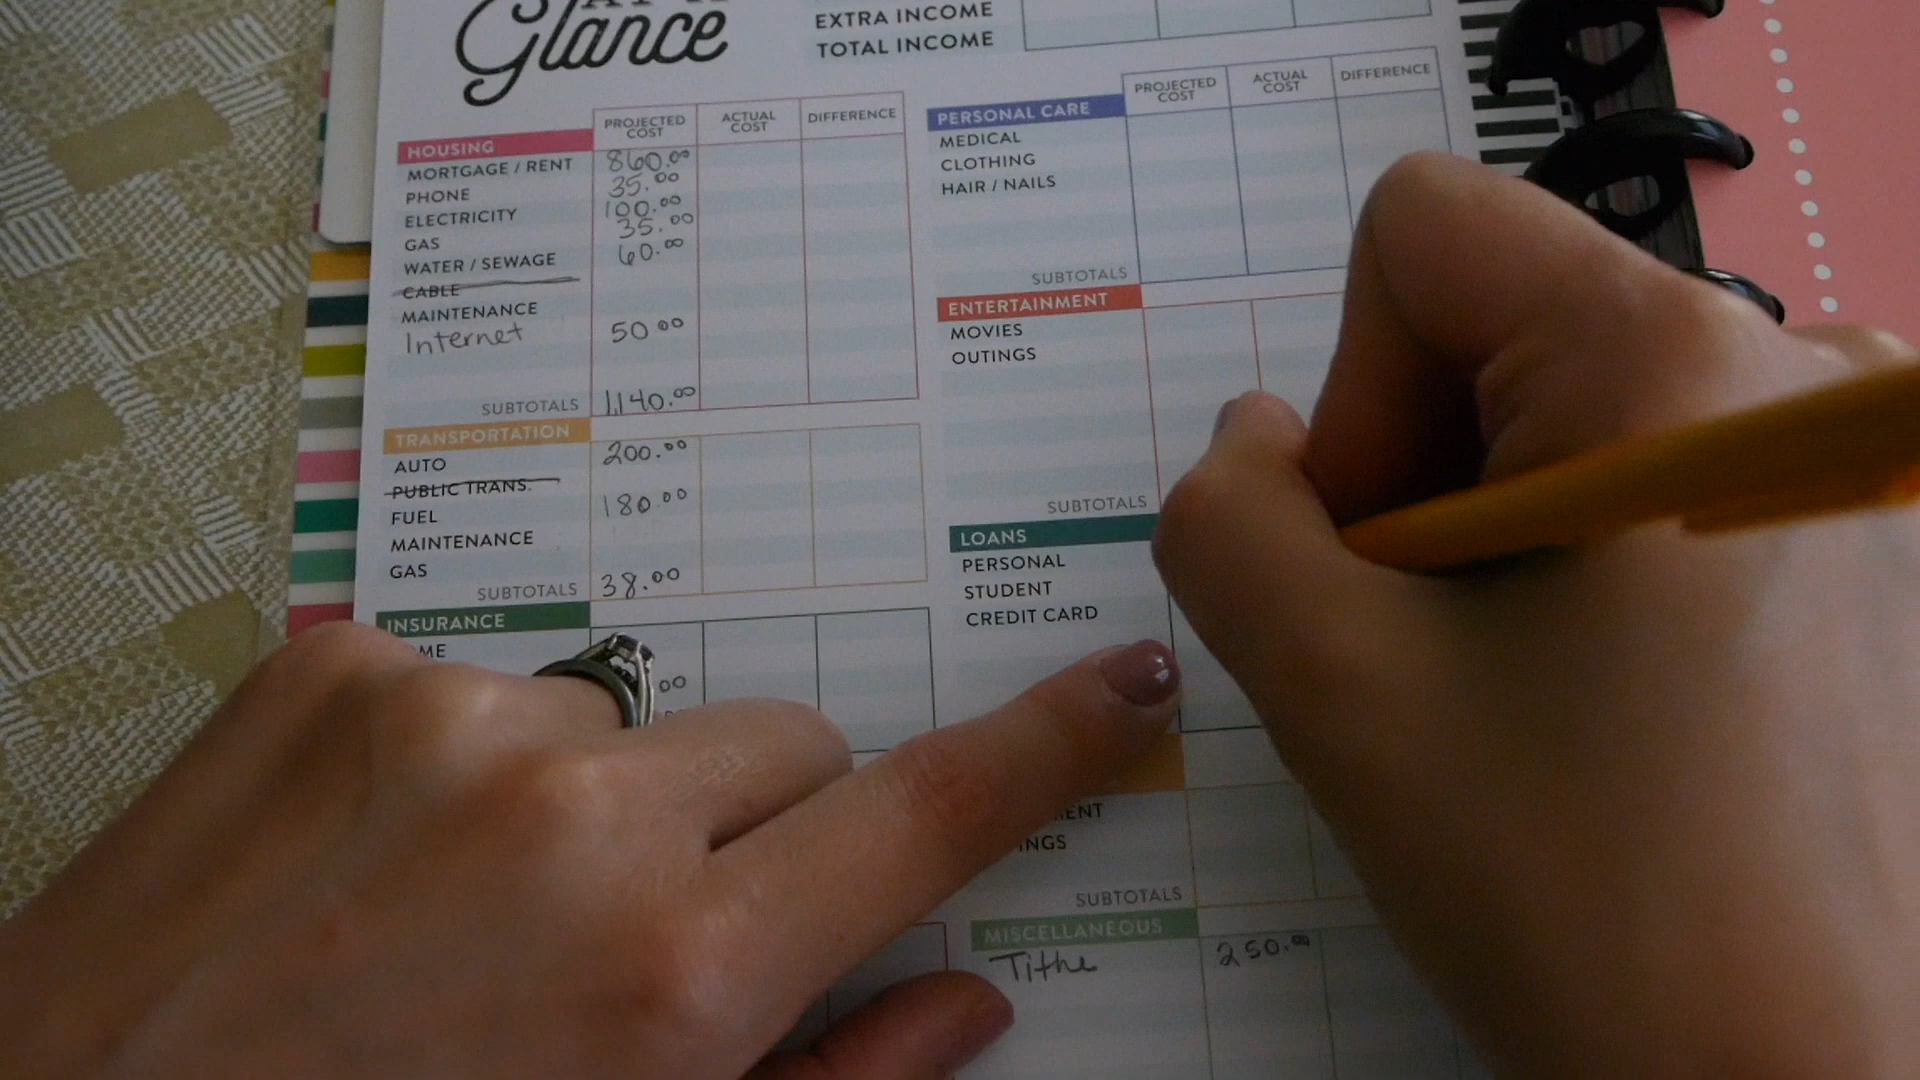 Glance
EXTRA INCOME
TOTAL INCOME
PROJECTED COST ACTUAL COST DIFFERENCE
HOUSING
MORTGAGE / RENT 860.00
PHONE 35.00
ELECTRICITY 100.00
GAS 35.00
WATER / SEWAGE 60.00
CABLE
MAINTENANCE
Internet 50.00
SUBTOTALS 1,140.00
TRANSPORTATION
AUTO 200.00
PUBLIC TRANS.
FUEL 180.00
MAINTENANCE
GAS
SUBTOTALS 38.00
INSURANCE
00
PROJECTED COST ACTUAL COST DIFFERENCE
PERSONAL CARE
MEDICAL
CLOTHING
HAIR / NAILS
SUBTOTALS
ENTERTAINMENT
MOVIES
OUTINGS
SUBTOTALS
LOANS
PERSONAL
STUDENT
CREDIT CARD
SUBTOTALS
MISCELLANEOUS
Tithe 250.00